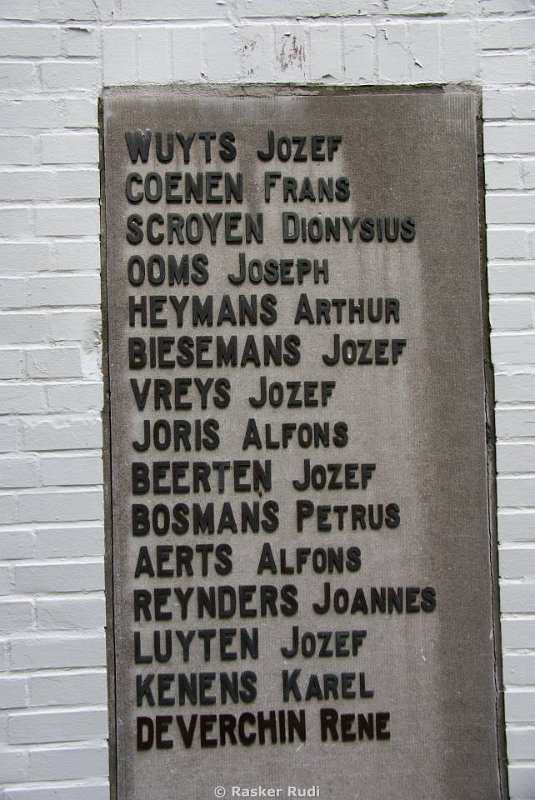 WUYTS JOZEF
COENEN FRANS
SCROYEN DIONYSIUS
OOMS JOSEPH
HEYMANS ARTHUR
BIESEMANS JOZEF
VREYS JOZEF
JORIS ALFONS
BEERTEN JOZEF
BOSMANS PETRUS
AERTS ALFONS
REYNDERS JOANNES
LUYTEN JOZEF
KENENS KAREL
DEVERCHIN RENE
© Rasker Rudi